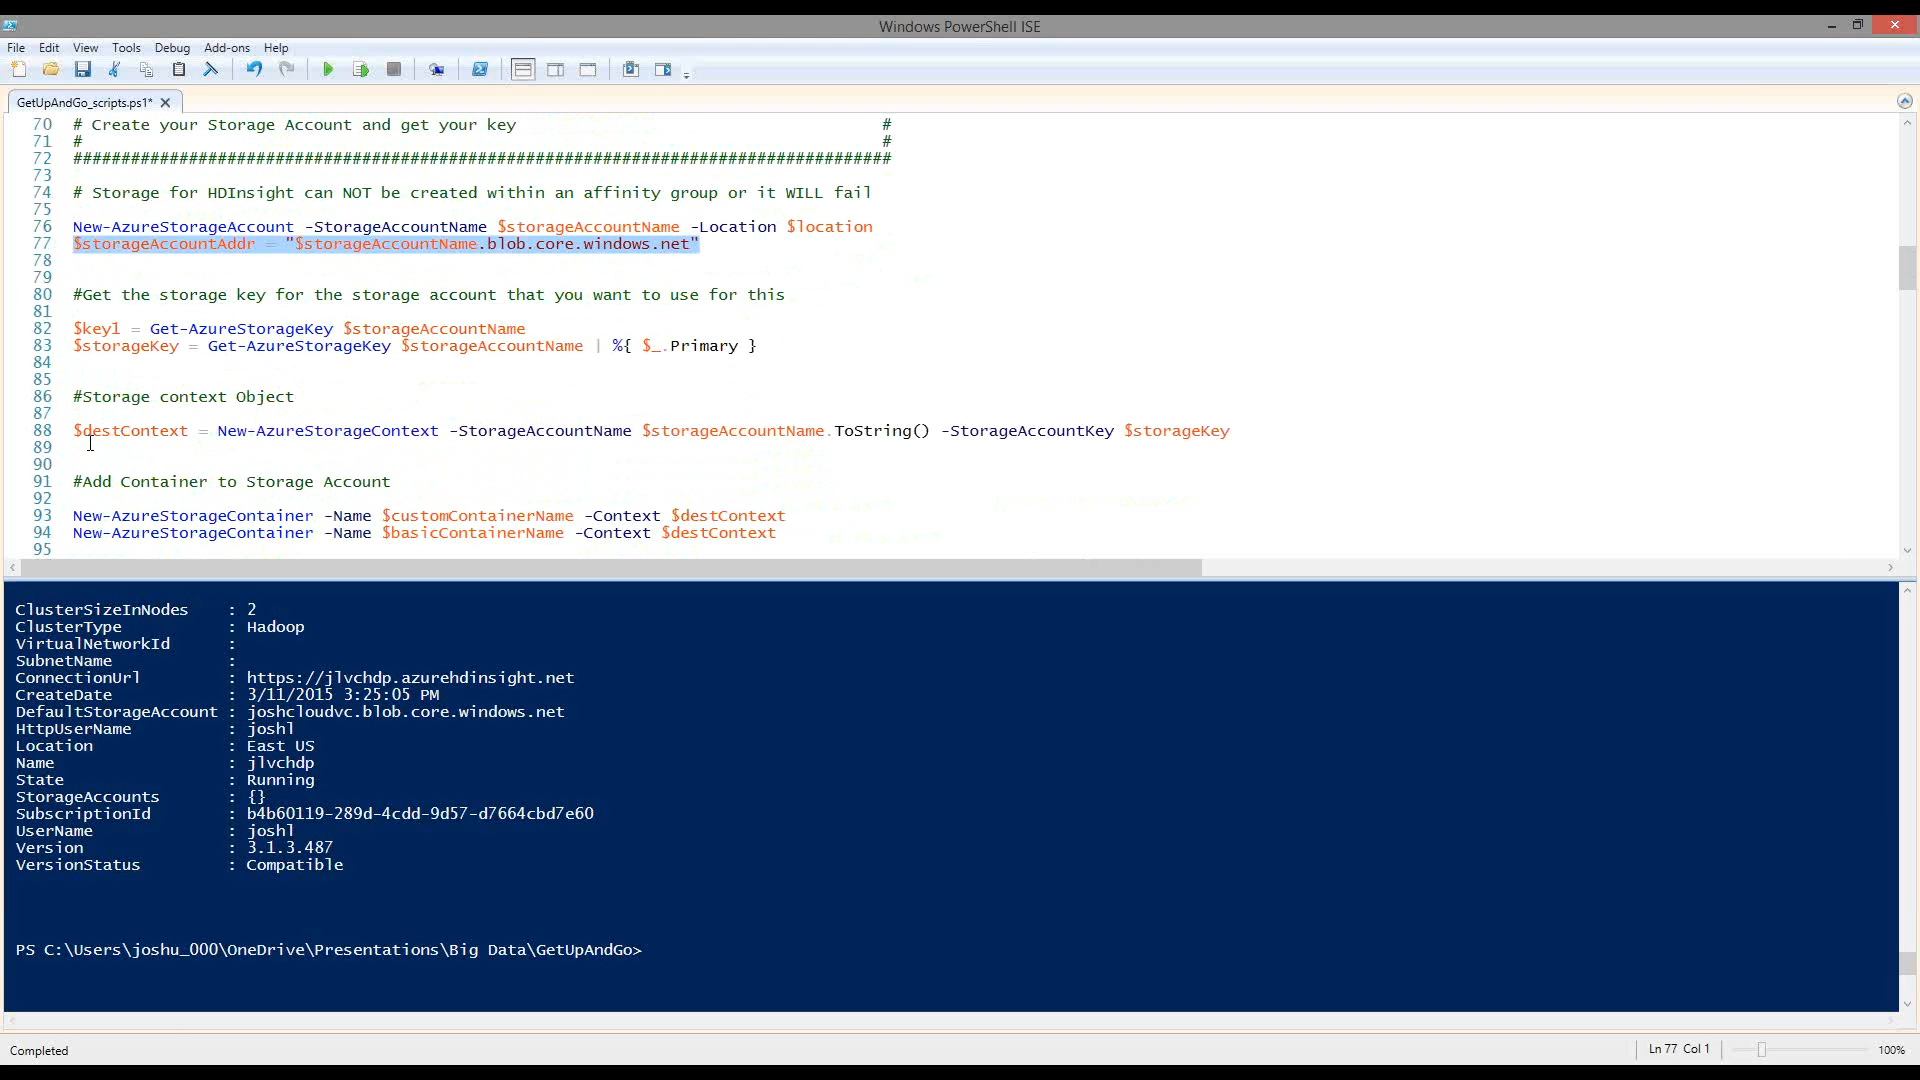 Windows PowerShell ISE
File Edit View Tools Debug Add-ons Help
GetUpAndGo_scripts.ps1*
70 # Create your Storage Account and get your key #
71 # #
72 #####################################################################################
73
74 # Storage for HDInsight can NOT be created within an affinity group or it WILL fail
75
76 New-AzureStorageAccount -StorageAccountName $storageAccountName -Location $location
77 $storageAccountAddr = "$storageAccountName.blob.core.windows.net"
78
79
80 #Get the storage key for the storage account that you want to use for this
81
82 $key1 = Get-AzureStorageKey $storageAccountName
83 $storageKey = Get-AzureStorageKey $storageAccountName | %{ $_.Primary }
84
85
86 #Storage context Object
87
88 $destContext = New-AzureStorageContext -StorageAccountName $storageAccountName.ToString() -StorageAccountKey $storageKey
89
90
91 #Add Container to Storage Account
92
93 New-AzureStorageContainer -Name $customContainerName -Context $destContext
94 New-AzureStorageContainer -Name $basicContainerName -Context $destContext
95
ClusterSizeInNodes : 2
ClusterType : Hadoop
VirtualNetworkId :
SubnetName :
ConnectionUrl : https://jlvchdp.azurehdinsight.net
CreateDate : 3/11/2015 3:25:05 PM
DefaultStorageAccount : joshcloudvc.blob.core.windows.net
HttpUserName : joshl
Location : East US
Name : jlvchdp
State : Running
StorageAccounts : {}
SubscriptionId : b4b60119-289d-4cdd-9d57-d7664cbd7e60
UserName : joshl
Version : 3.1.3.487
VersionStatus : Compatible
PS C:\Users\joshu_000\OneDrive\Presentations\Big Data\GetUpAndGo>
Completed
Ln 77 Col 1
100%